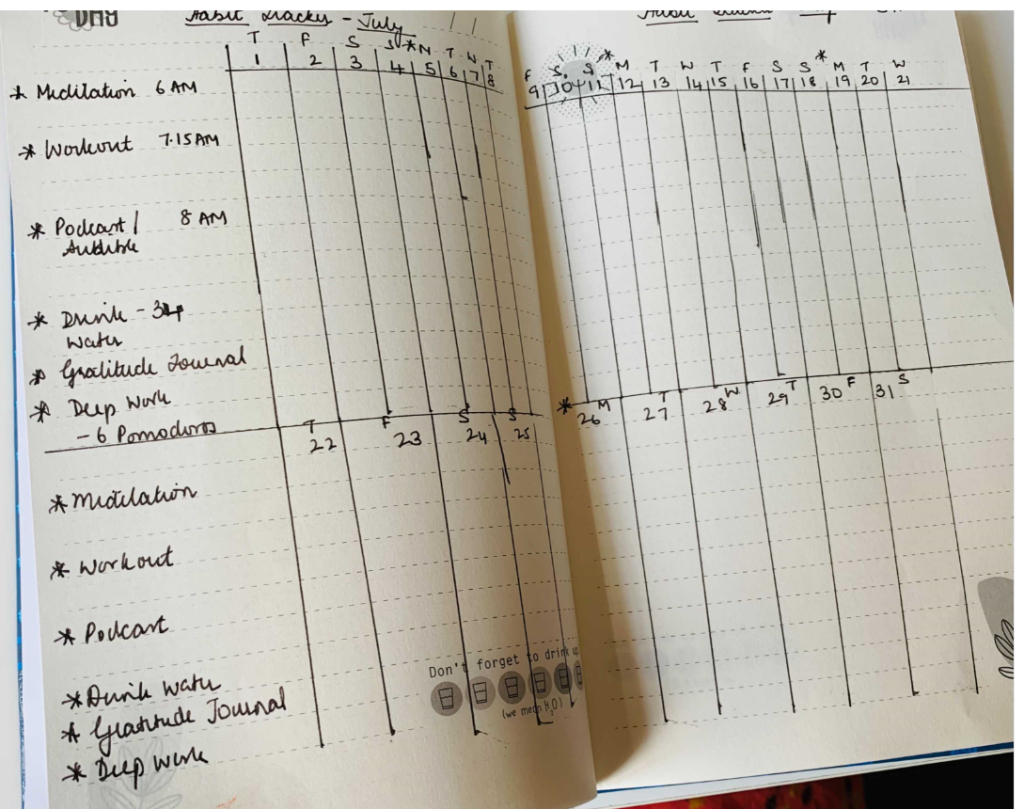 DAY
Habit Tracker - July
T F S S * M T W T
1 2 3 4 5 6 7 8
* Meditation 6 AM
* Workout 7.15 AM
* Podcast / 8 AM
Audible
* Drink - 3L
Water
* Gratitude Journal
* Deep Work
- 6 Pomodoros
T F S S
22 23 24 25
* Meditation
* Workout
* Podcast
* Drink Water
* Gratitude Journal
* Deep Work
Don't forget to drink up
(we mean H2O)
F S S * M T W T F S S * M T W
9 10 11 12 13 14 15 16 17 18 19 20 21
* M T W T F S
26 27 28 29 30 31